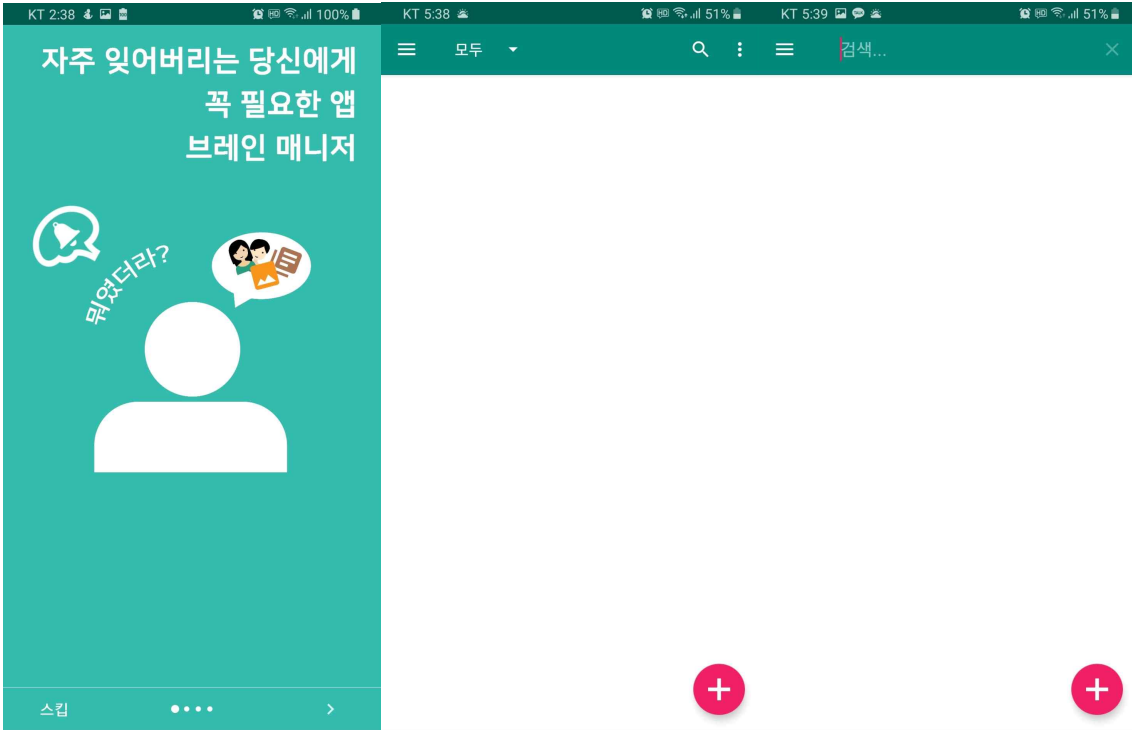 KT 2:38 100%
자주 잊어버리는 당신에게
꼭 필요한 앱
브레인 매니저
뭐였더라?
스킵
KT 5:38 51%
모두
KT 5:39 51%
검색...